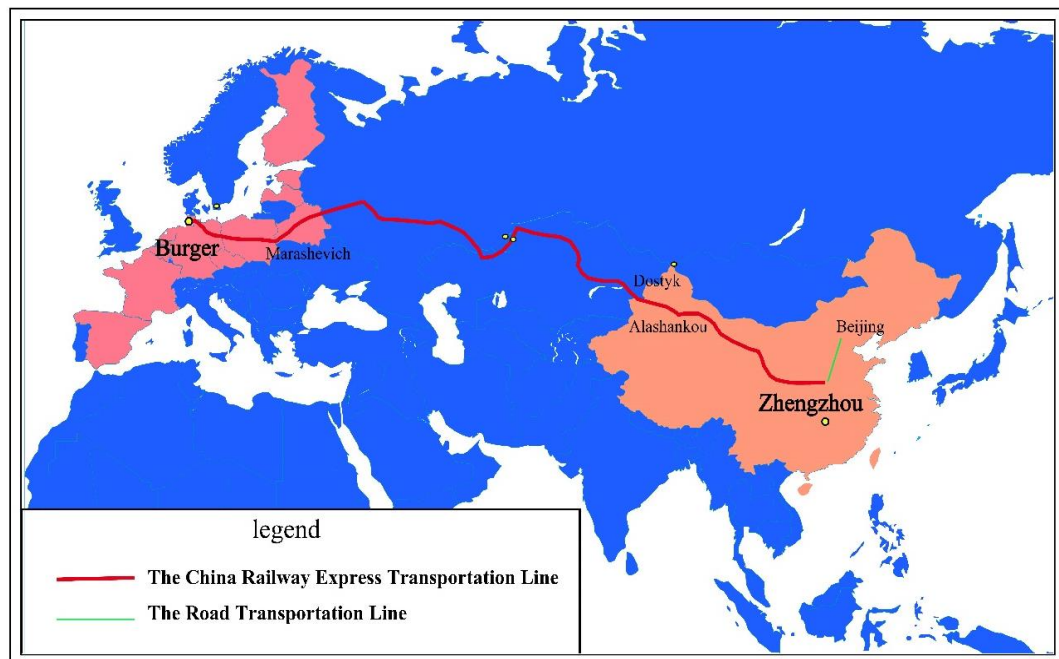 Burger
Marashevich
Dostyk
Alashankou
Beijing
Zhengzhou
legend
The China Railway Express Transportation Line
The Road Transportation Line